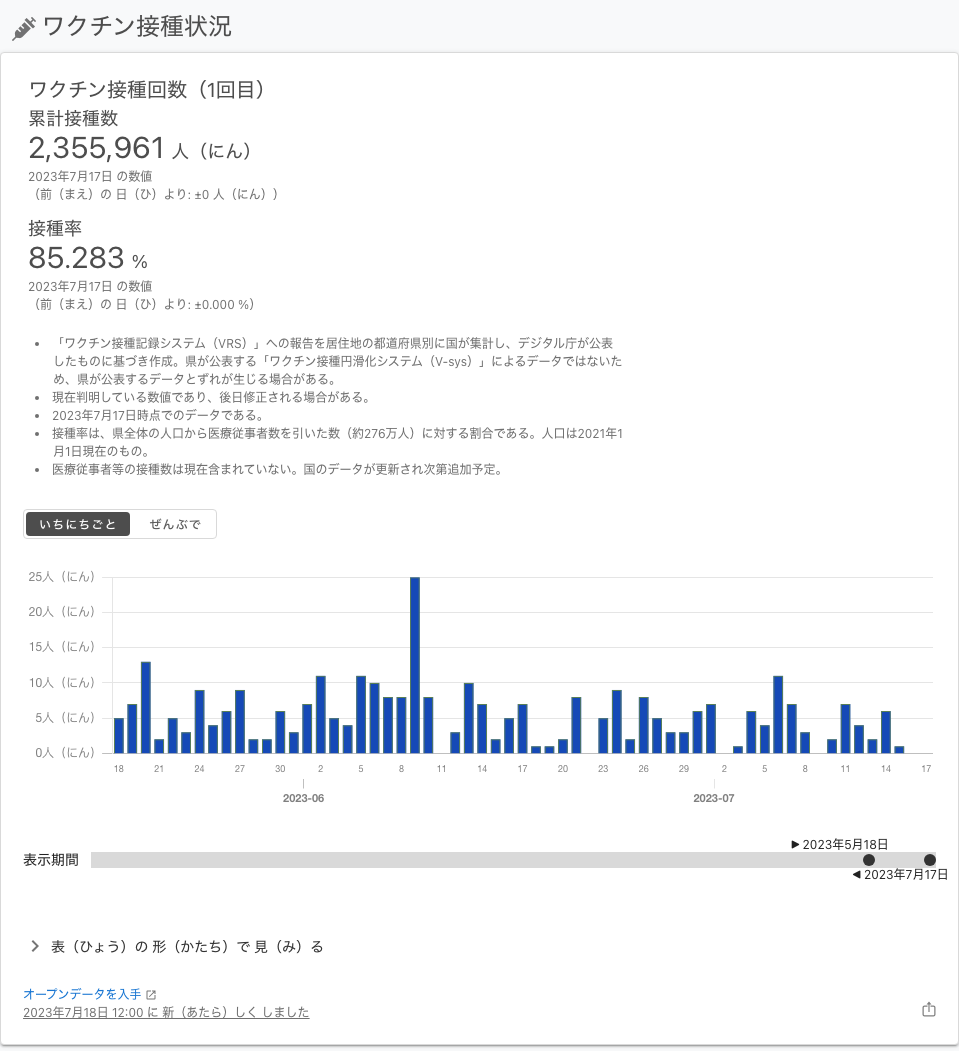 ワクチン接種状況
ワクチン接種回数（1回目）
累計接種数
2,355,961 人（にん）
2023年7月17日 の数値
（前（まえ）の 日（ひ）より: ±0 人（にん））
接種率
85.283 %
2023年7月17日 の数値
（前（まえ）の 日（ひ）より: ±0.000 %）
• 「ワクチン接種記録システム（VRS）」への報告を居住地の都道府県別に国が集計し、デジタル庁が公表
したものに基づき作成。県が公表する「ワクチン接種円滑化システム（V-sys）」によるデータではないた
め、県が公表するデータとずれが生じる場合がある。
• 現在判明している数値であり、後日修正される場合がある。
• 2023年7月17日時点でのデータである。
• 接種率は、県全体の人口から医療従事者数を引いた数（約276万人）に対する割合である。人口は2021年1
月1日現在のもの。
• 医療従事者等の接種数は現在含まれていない。国のデータが更新され次第追加予定。
いちにちごと ぜんぶで
25人（にん）
20人（にん）
15人（にん）
10人（にん）
5人（にん）
0人（にん）
18 21 24 27 30 2 5 8 11 14 17 20 23 26 29 2 5 8 11 14 17
2023-06 2023-07
▶ 2023年5月18日
表示期間
◀ 2023年7月17日
表（ひょう）の 形（かたち）で 見（み）る
オープンデータを入手
2023年7月18日 12:00 に 新（あたら）しく しました